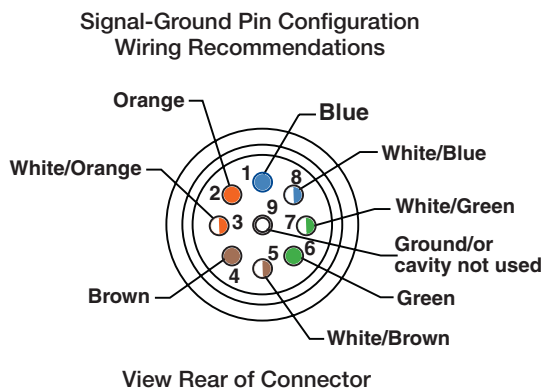 Signal-Ground Pin Configuration
Wiring Recommendations
Orange
Blue
White/Orange
White/Blue
1
8
2
9
White/Green
3
7
Ground/or
cavity not used
4
5
6
Brown
Green
White/Brown
View Rear of Connector